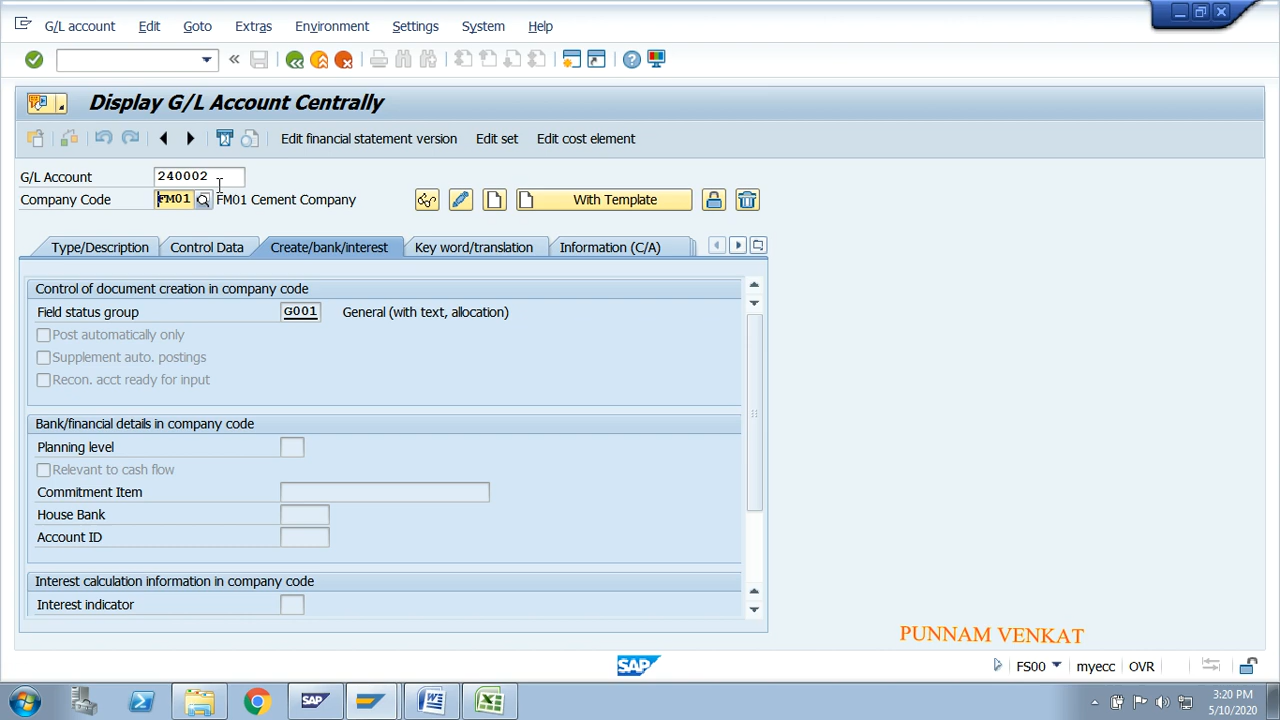 G/L account Edit Goto Extras Environment Settings System Help
Display G/L Account Centrally
Edit financial statement version Edit set Edit cost element
G/L Account 240002
Company Code FM01 FM01 Cement Company With Template
Type/Description Control Data Create/bank/interest Key word/translation Information (C/A)
Control of document creation in company code
Field status group G001 General (with text, allocation)
Post automatically only
Supplement auto. postings
Recon. acct ready for input
Bank/financial details in company code
Planning level
Relevant to cash flow
Commitment Item
House Bank
Account ID
Interest calculation information in company code
Interest indicator
PUNNAM VENKAT
SAP FS00 myecc OVR
SAP
3:20 PM
5/10/2020